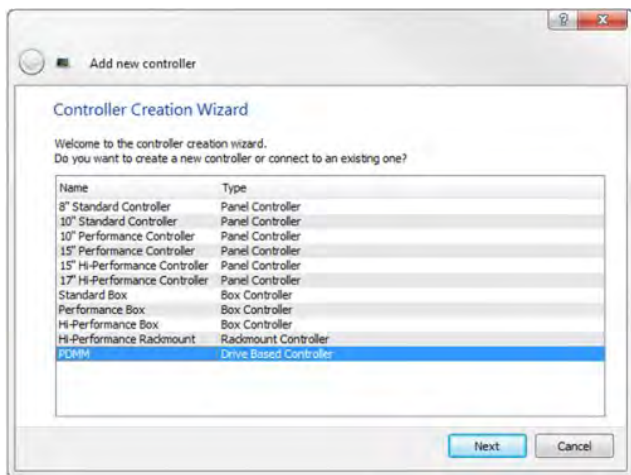 Add new controller
Controller Creation Wizard
Welcome to the controller creation wizard.
Do you want to create a new controller or connect to an existing one?
Name Type
8" Standard Controller Panel Controller
10" Standard Controller Panel Controller
10" Performance Controller Panel Controller
15" Performance Controller Panel Controller
15" Hi-Performance Controller Panel Controller
17" Hi-Performance Controller Panel Controller
Standard Box Box Controller
Performance Box Box Controller
Hi-Performance Box Box Controller
Hi-Performance Rackmount Rackmount Controller
PDMM Drive Based Controller
Next Cancel